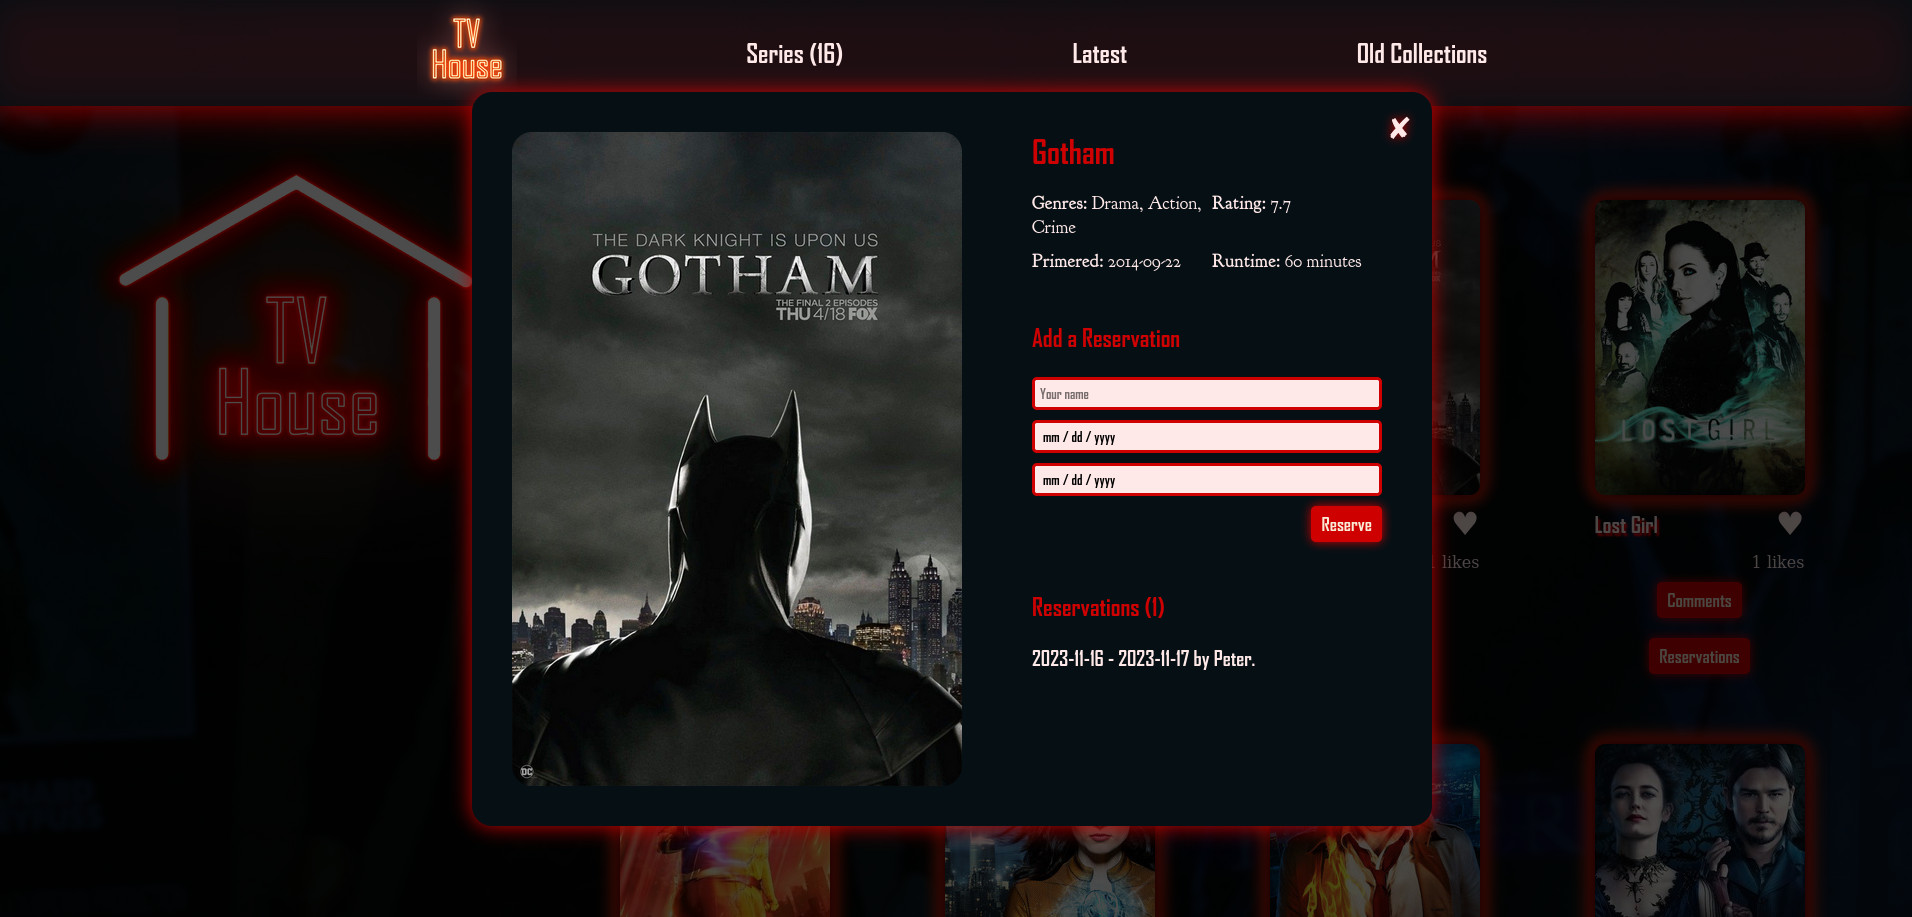 TV
House
Series (16)
Latest
Old Collections
✘
TV
House
THE DARK KNIGHT IS UPON US
GOTHAM
THE FINAL 2 EPISODES
THU 4/18 FOX
DC
Gotham
Genres: Drama, Action,
Crime
Rating: 7.7
Primered: 2014-09-22
Runtime: 60 minutes
Add a Reservation
Your name
mm / dd / yyyy
mm / dd / yyyy
Reserve
Reservations (1)
2023-11-16 - 2023-11-17 by Peter.
likes
LOST GIRL
Lost Girl
1 likes
Comments
Reservations